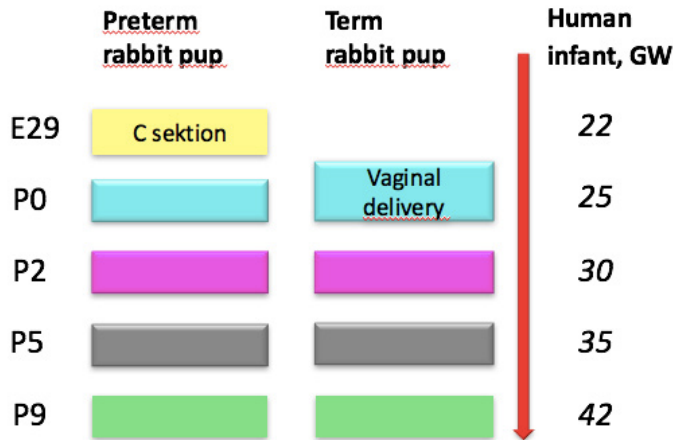 Preterm
rabbit pup
Term
rabbit pup
Human
infant, GW
E29
C sektion
22
P0
Vaginal
delivery
25
P2
30
P5
35
P9
42